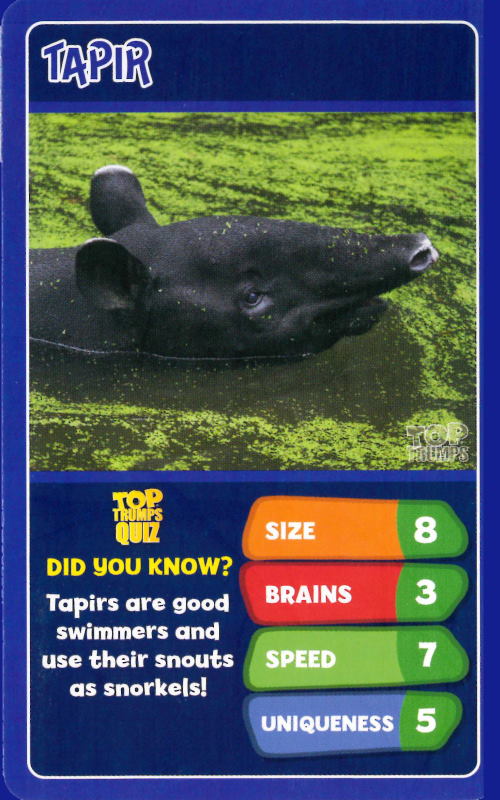 TAPIR
TOP
TRUMPS
TOP
TRUMPS
QUIZ
DID YOU KNOW?
Tapirs are good
swimmers and
use their snouts
as snorkels!
SIZE 8
BRAINS 3
SPEED 7
UNIQUENESS 5